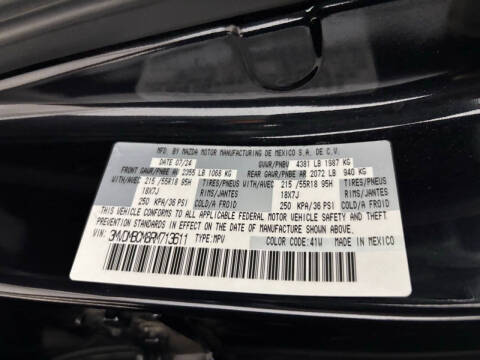 MFD. BY MAZDA MOTOR MANUFACTURING DE MEXICO S.A. DE C.V.
DATE 07/24 GVWR/PNBV 4381 LB 1987 KG
FRONT GAWR/PNBE AR 2355 LB 1068 KG REAR GAWR/PNBE AR 2072 LB 940 KG
WITH/AVEC 215 /55R18 95H TIRES/PNEUS WITH/AVEC 215 /55R18 95H TIRES/PNEUS
18X7J RIMS/JANTES 18X7J RIMS/JANTES
250 KPA/36 PSI COLD/A FROID 250 KPA/36 PSI COLD/A FROID
THIS VEHICLE CONFORMS TO ALL APPLICABLE FEDERAL MOTOR VEHICLE SAFETY, BUMPER, AND THEFT
PREVENTION STANDARDS IN EFFECT ON THE DATE OF MANUFACTURE SHOWN ABOVE.
VIN: TYPE: MPV
COLOR CODE: 41W MADE IN MEXICO